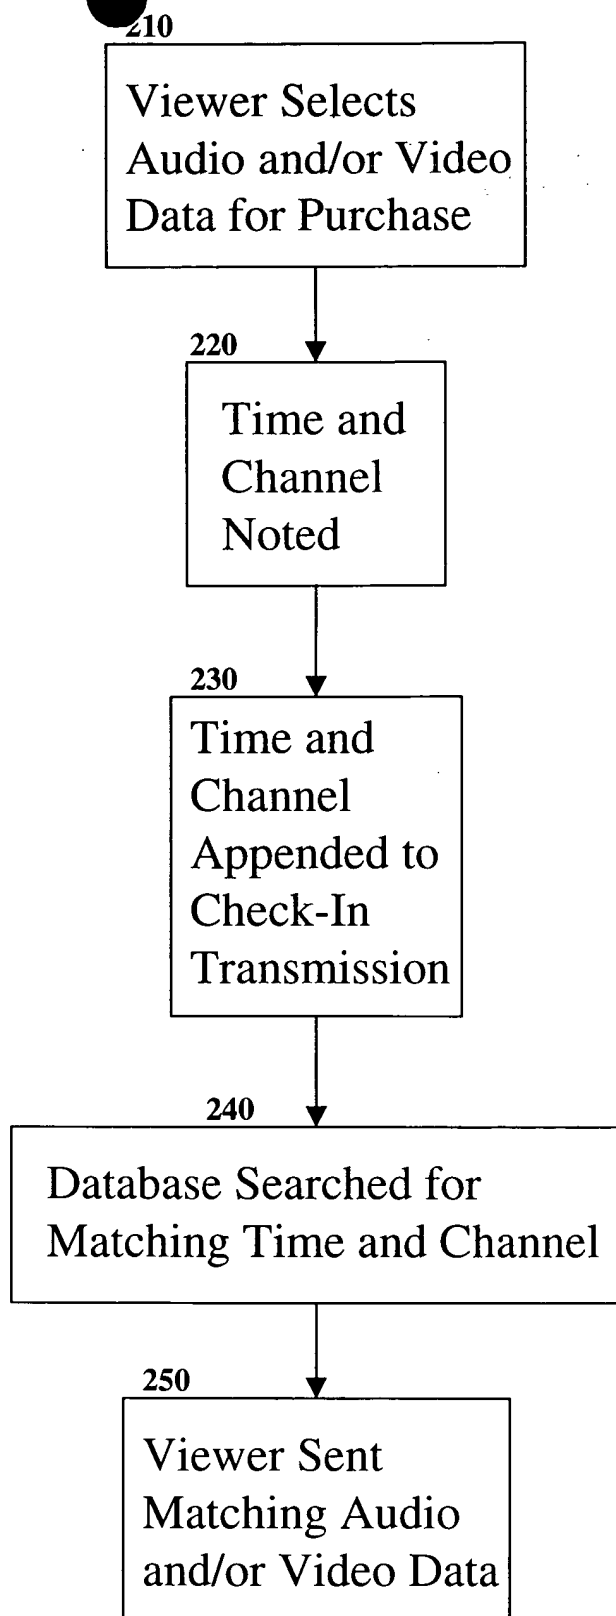 210
Viewer Selects
Audio and/or Video
Data for Purchase
220
Time and
Channel
Noted
230
Time and
Channel
Appended to
Check-In
Transmission
240
Database Searched for
Matching Time and Channel
250
Viewer Sent
Matching Audio
and/or Video Data